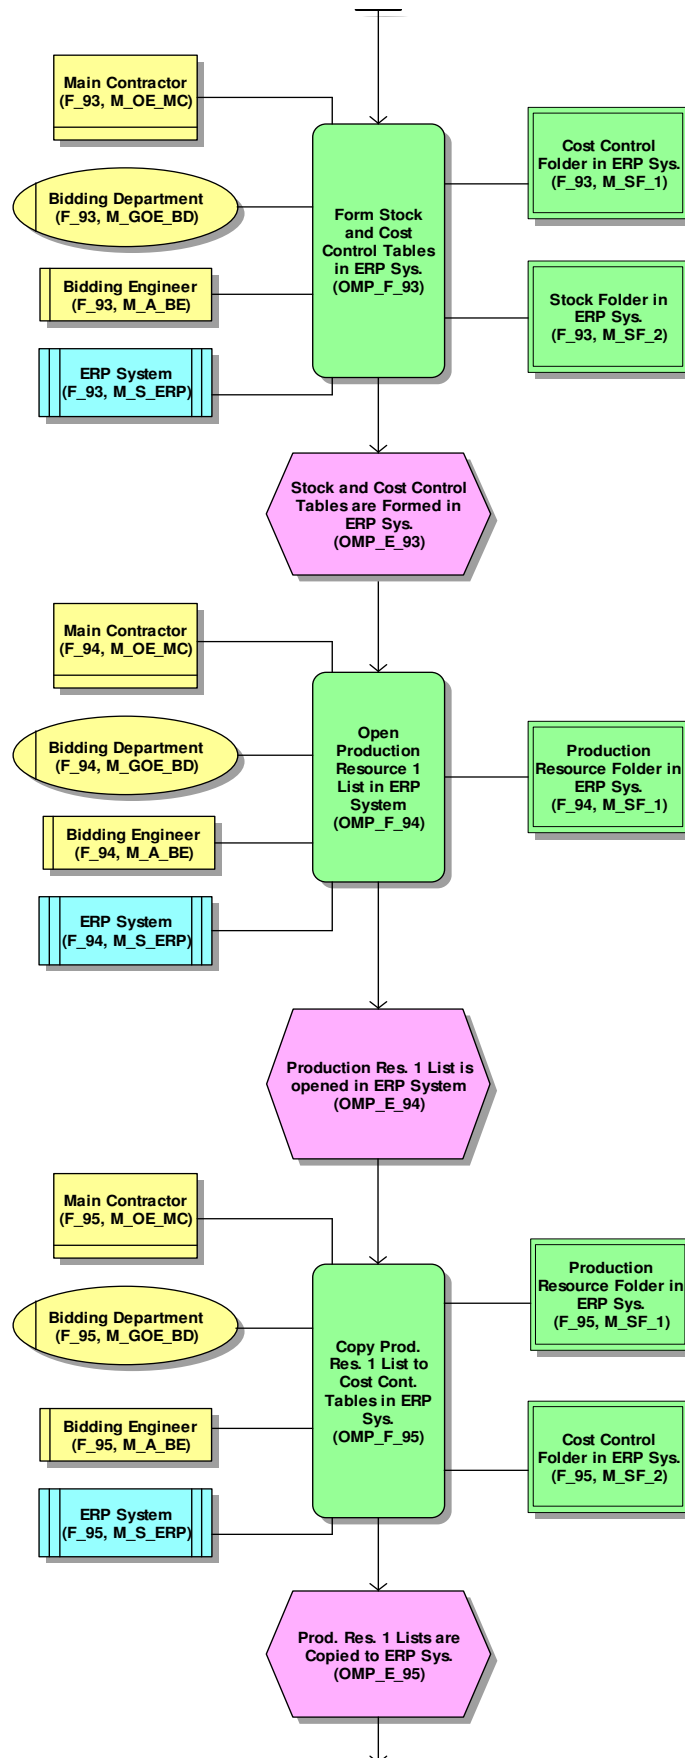 Main Contractor
(F_93, M_OE_MC)
Bidding Department
(F_93, M_GOE_BD)
Bidding Engineer
(F_93, M_A_BE)
ERP System
(F_93, M_S_ERP)
Form Stock
and Cost
Control Tables
in ERP Sys.
(OMP_F_93)
Cost Control
Folder in ERP Sys.
(F_93, M_SF_1)
Stock Folder in
ERP Sys.
(F_93, M_SF_2)
Stock and Cost Control
Tables are Formed in
ERP Sys.
(OMP_E_93)
Main Contractor
(F_94, M_OE_MC)
Bidding Department
(F_94, M_GOE_BD)
Bidding Engineer
(F_94, M_A_BE)
ERP System
(F_94, M_S_ERP)
Open
Production
Resource 1
List in ERP
System
(OMP_F_94)
Production
Resource Folder in
ERP Sys.
(F_94, M_SF_1)
Production Res. 1 List is
opened in ERP System
(OMP_E_94)
Main Contractor
(F_95, M_OE_MC)
Bidding Department
(F_95, M_GOE_BD)
Bidding Engineer
(F_95, M_A_BE)
ERP System
(F_95, M_S_ERP)
Copy Prod.
Res. 1 List to
Cost Cont.
Tables in ERP
Sys.
(OMP_F_95)
Production
Resource Folder in
ERP Sys.
(F_95, M_SF_1)
Cost Control
Folder in ERP Sys.
(F_95, M_SF_2)
Prod. Res. 1 Lists are
Copied to ERP Sys.
(OMP_E_95)